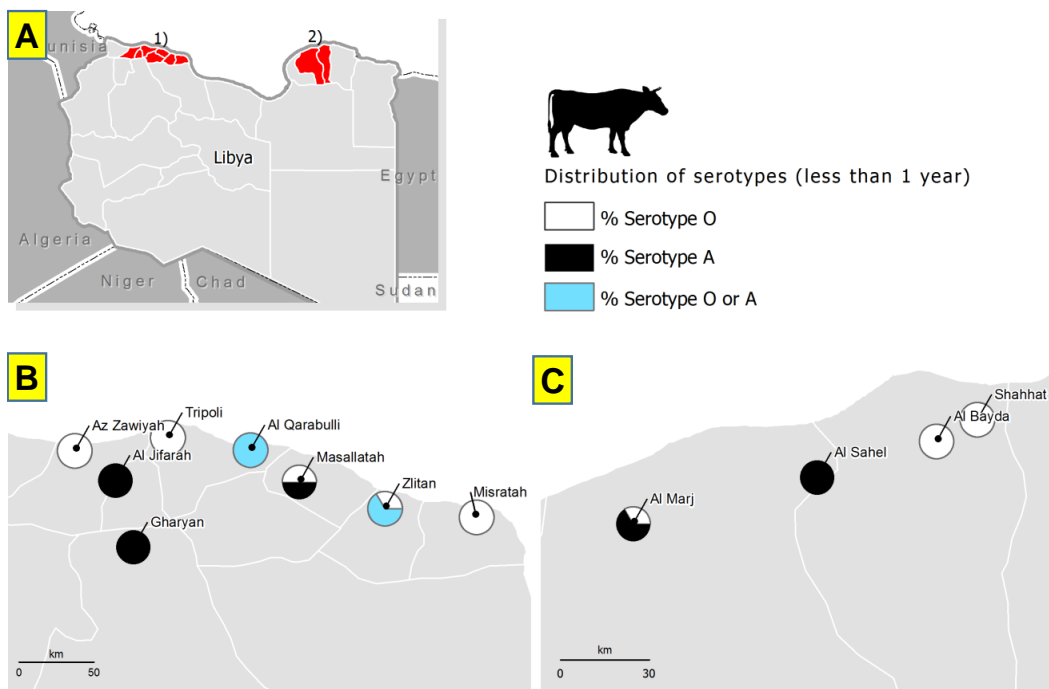 A
unisia
1)
2)
Libya
Egypt
Algeria
Niger
Chad
Sudan
Distribution of serotypes (less than 1 year)
% Serotype O
% Serotype A
% Serotype O or A
B
Az Zawiyah
Tripoli
Al Jifarah
Al Qarabulli
Masallatah
Gharyan
Zlitan
Misratah
km
0 50
C
Shahhat
Al Bayda
Al Sahel
Al Marj
km
0 30